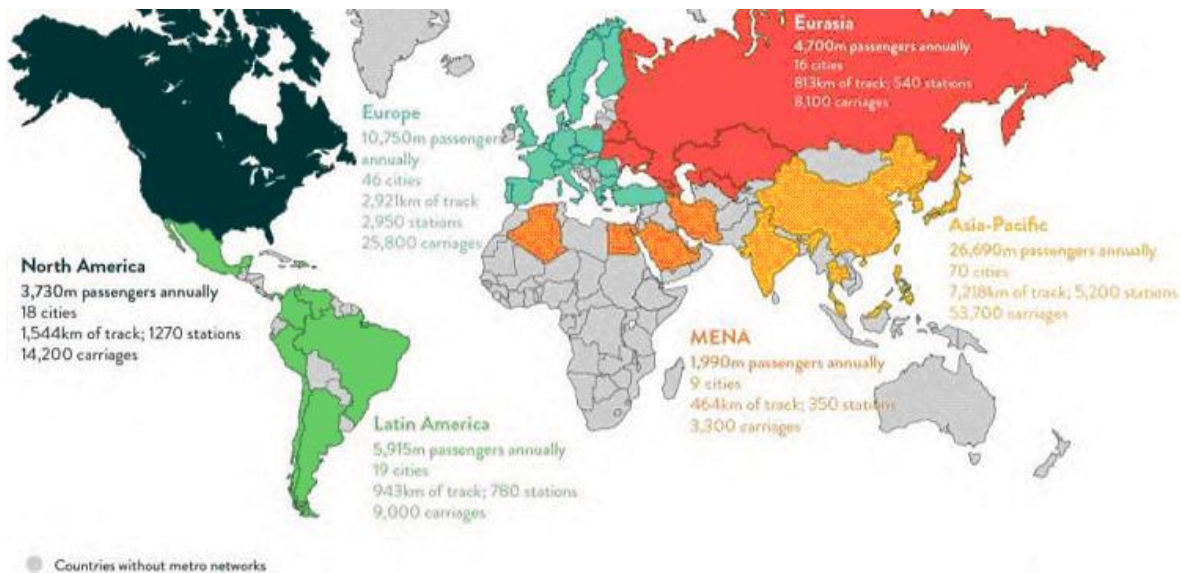 Eurasia
4,700m passengers annually
16 cities
813km of track; 540 stations
8,100 carriages
Europe
10,750m passengers
annually
46 cities
2,921km of track
2,950 stations
25,800 carriages
Asia-Pacific
26,690m passengers annually
70 cities
7,218km of track; 5,200 stations
53,700 carriages
North America
3,730m passengers annually
18 cities
1,544km of track; 1270 stations
14,200 carriages
MENA
1,990m passengers annually
9 cities
464km of track; 350 stations
3,300 carriages
Latin America
5,915m passengers annually
19 cities
943km of track; 780 stations
9,000 carriages
Countries without metro networks